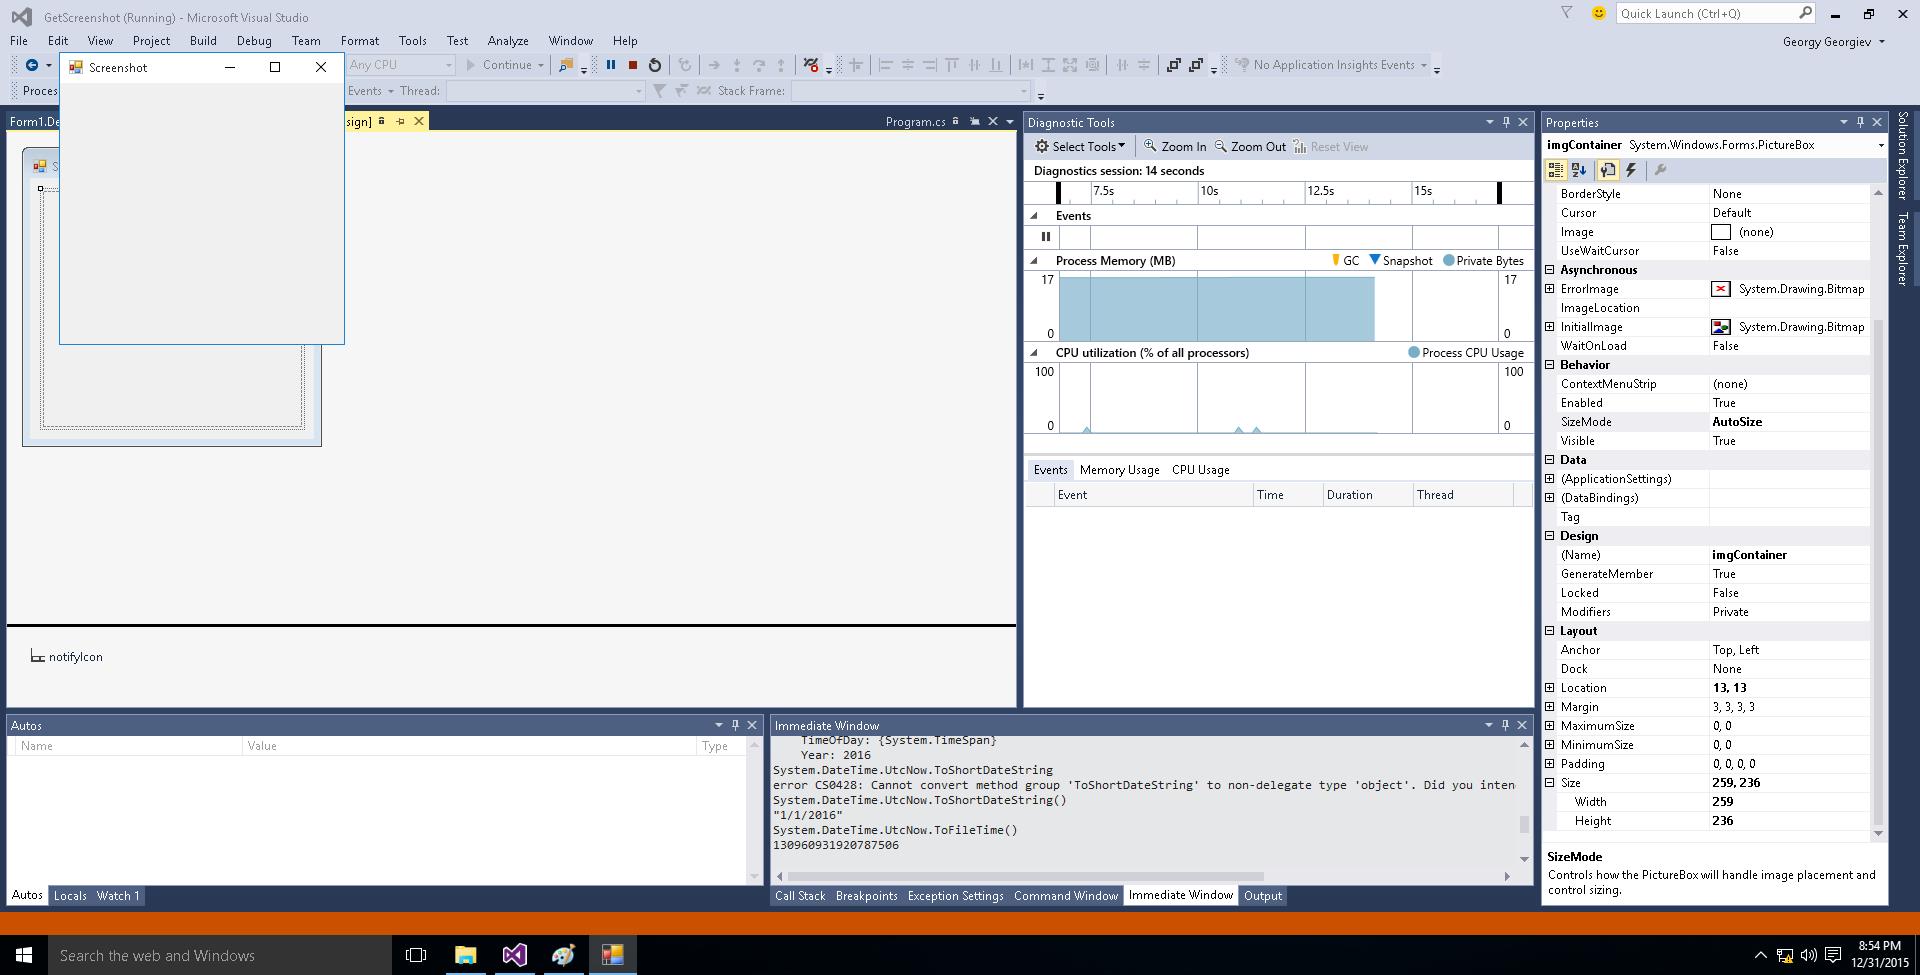 GetScreenshot (Running) - Microsoft Visual Studio
Quick Launch (Ctrl+Q)
File Edit View Project Build Debug Team Format Tools Test Analyze Window Help
Georgy Georgiev
Screenshot
Any CPU Continue No Application Insights Events
Events Thread: Stack Frame:
Program.cs
Diagnostic Tools
Select Tools Zoom In Zoom Out Reset View
Diagnostics session: 14 seconds
7.5s 10s 12.5s 15s
Events
Process Memory (MB) GC Snapshot Private Bytes
17 17
0 0
CPU utilization (% of all processors) Process CPU Usage
100 100
0 0
Events Memory Usage CPU Usage
Event Time Duration Thread
Properties
imgContainer System.Windows.Forms.PictureBox
BorderStyle None
Cursor Default
Image (none)
UseWaitCursor False
Asynchronous
ErrorImage System.Drawing.Bitmap
ImageLocation
InitialImage System.Drawing.Bitmap
WaitOnLoad False
Behavior
ContextMenuStrip (none)
Enabled True
SizeMode AutoSize
Visible True
Data
(ApplicationSettings)
(DataBindings)
Tag
Design
(Name) imgContainer
GenerateMember True
Locked False
Modifiers Private
Layout
Anchor Top, Left
Dock None
Location 13, 13
Margin 3, 3, 3, 3
MaximumSize 0, 0
MinimumSize 0, 0
Padding 0, 0, 0, 0
Size 259, 236
Width 259
Height 236
SizeMode
Controls how the PictureBox will handle image placement and
control sizing.
Solution Explorer
Team Explorer
notifyIcon
Autos
Name Value Type
Autos Locals Watch 1
Immediate Window
TimeOfDay: {System.TimeSpan}
Year: 2016
System.DateTime.UtcNow.ToShortDateString
error CS0428: Cannot convert method group 'ToShortDateString' to non-delegate type 'object'. Did you inten
System.DateTime.UtcNow.ToShortDateString()
"1/1/2016"
System.DateTime.UtcNow.ToFileTime()
130960931920787506
Call Stack Breakpoints Exception Settings Command Window Immediate Window Output
Search the web and Windows
8:54 PM
12/31/2015